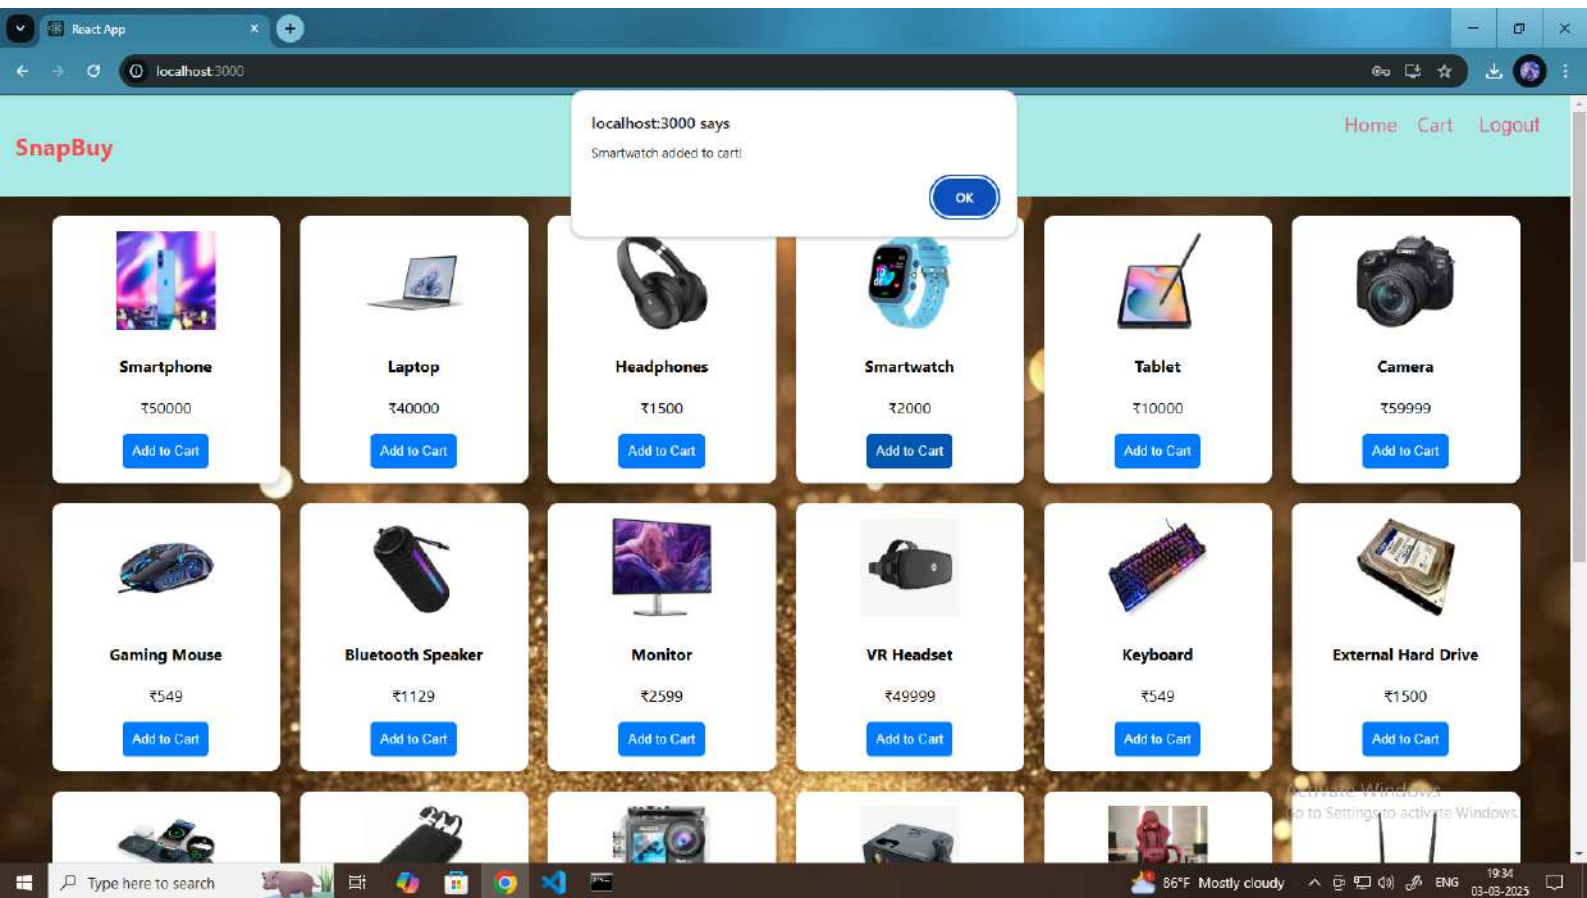 React App
localhost:3000
localhost:3000 says
Smartwatch added to cart!
OK
SnapBuy
Home Cart Logout
Smartphone
₹50000
Add to Cart
Laptop
₹40000
Add to Cart
Headphones
₹1500
Add to Cart
Smartwatch
₹2000
Add to Cart
Tablet
₹10000
Add to Cart
Camera
₹59999
Add to Cart
Gaming Mouse
₹549
Add to Cart
Bluetooth Speaker
₹1129
Add to Cart
Monitor
₹2599
Add to Cart
VR Headset
₹49999
Add to Cart
Keyboard
₹549
Add to Cart
External Hard Drive
₹1500
Add to Cart
Activate Windows
Go to Settings to activate Windows.
Type here to search
86°F Mostly cloudy
ENG
19:34
03-03-2025